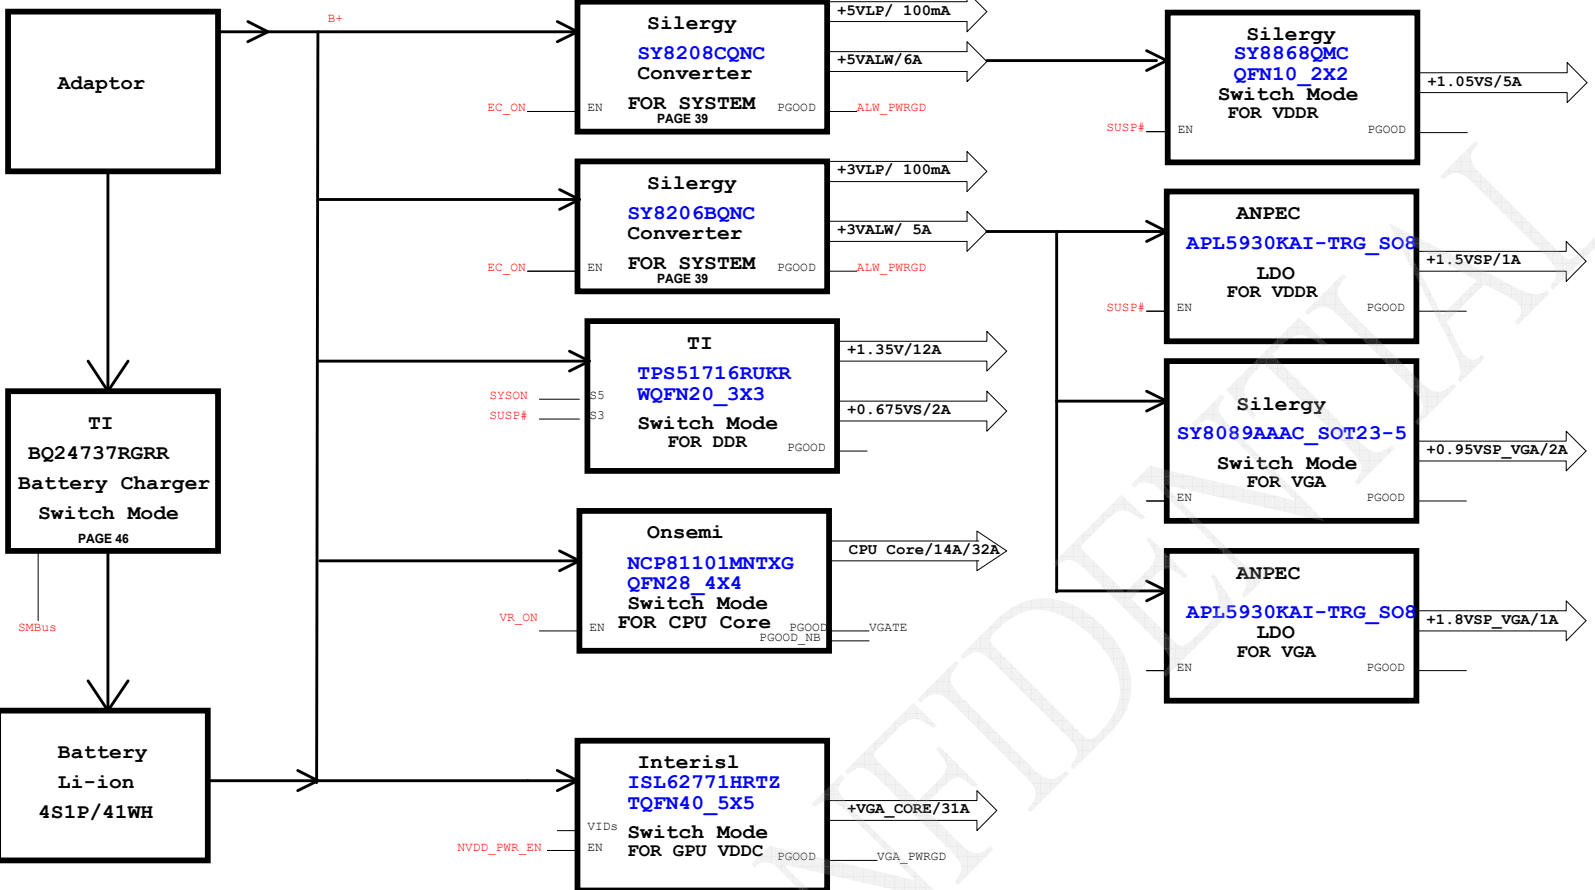 Adaptor
B+
TI
BQ24737RGRR
Battery Charger
Switch Mode
PAGE 46
SMBus
Battery
Li-ion
4S1P/41WH
Silergy
SY8208CQNC
Converter
FOR SYSTEM
PAGE 39
EC_ON
EN
PGOOD
ALW_PWRGD
+5VLP/ 100mA
+5VALW/6A
Silergy
SY8206BQNC
Converter
FOR SYSTEM
PAGE 39
EC_ON
EN
PGOOD
ALW_PWRGD
+3VLP/ 100mA
+3VALW/ 5A
TI
TPS51716RUKR
WQFN20_3X3
Switch Mode
FOR DDR
SYSON
S5
SUSP#
S3
PGOOD
+1.35V/12A
+0.675VS/2A
Onsemi
NCP81101MNTXG
QFN28_4X4
Switch Mode
FOR CPU Core
VR_ON
EN
PGOOD
PGOOD_NB
VGATE
CPU Core/14A/32A
Interisl
ISL62771HRTZ
TQFN40_5X5
Switch Mode
FOR GPU VDDC
VIDs
NVDD_PWR_EN
EN
PGOOD
VGA_PWRGD
+VGA_CORE/31A
Silergy
SY8868QMC
QFN10_2X2
Switch Mode
FOR VDDR
SUSP#
EN
PGOOD
+1.05VS/5A
ANPEC
APL5930KAI-TRG_SO8
LDO
FOR VDDR
SUSP#
EN
PGOOD
+1.5VSP/1A
Silergy
SY8089AAAC_SOT23-5
Switch Mode
FOR VGA
EN
PGOOD
+0.95VSP_VGA/2A
ANPEC
APL5930KAI-TRG_SO8
LDO
FOR VGA
EN
PGOOD
+1.8VSP_VGA/1A
NFIDENTIAL